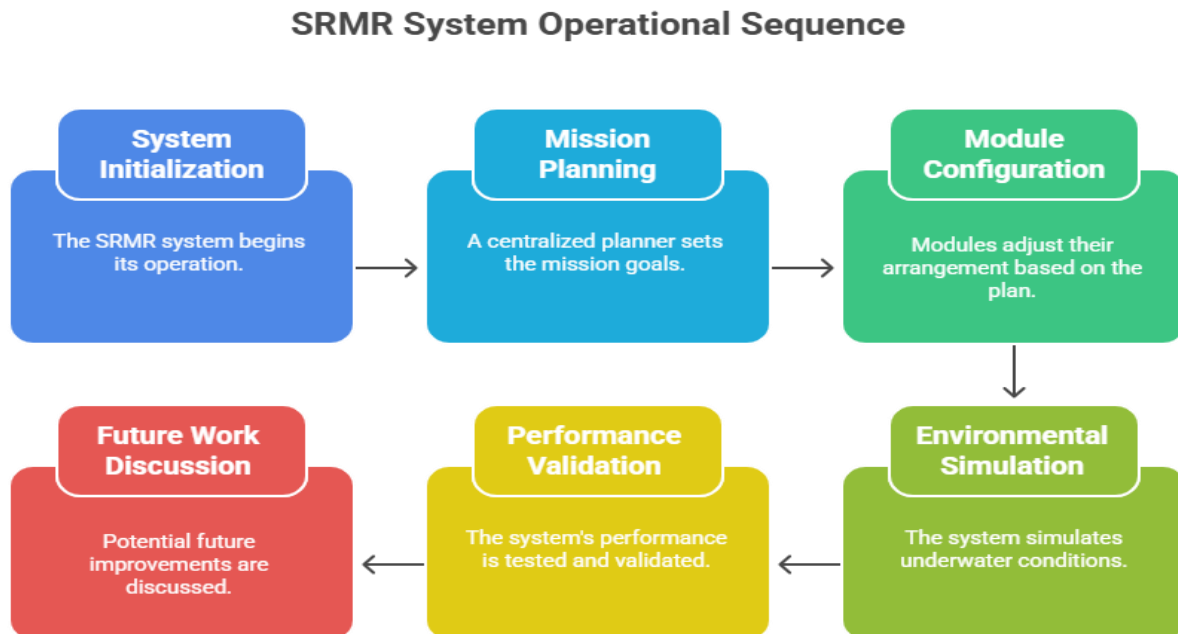 SRMR System Operational Sequence
System
Initialization
The SRMR system begins
its operation.
Mission
Planning
A centralized planner sets
the mission goals.
Module
Configuration
Modules adjust their
arrangement based on the
plan.
Environmental
Simulation
The system simulates
underwater conditions.
Performance
Validation
The system's performance
is tested and validated.
Future Work
Discussion
Potential future
improvements are
discussed.